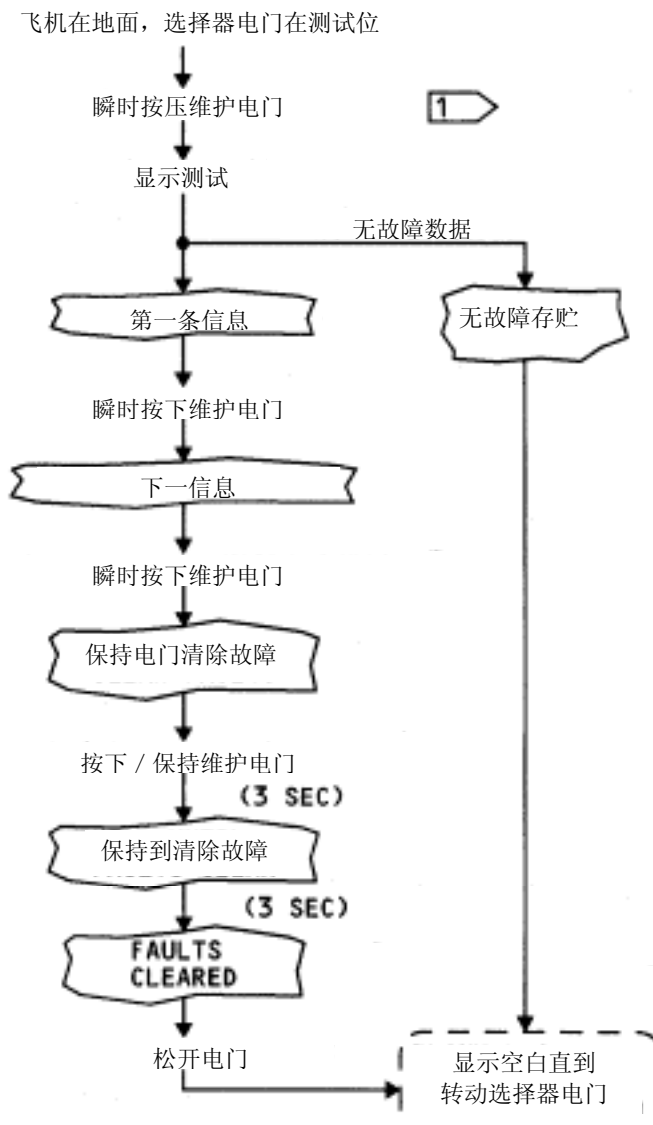 飞机在地面，选择器电门在测试位
瞬时按压维护电门
1
显示测试
无故障数据
第一条信息
无故障存贮
瞬时按下维护电门
下一信息
瞬时按下维护电门
保持电门清除故障
按下／保持维护电门
(3 SEC)
保持到清除故障
(3 SEC)
FAULTS
CLEARED
松开电门
显示空白直到
转动选择器电门